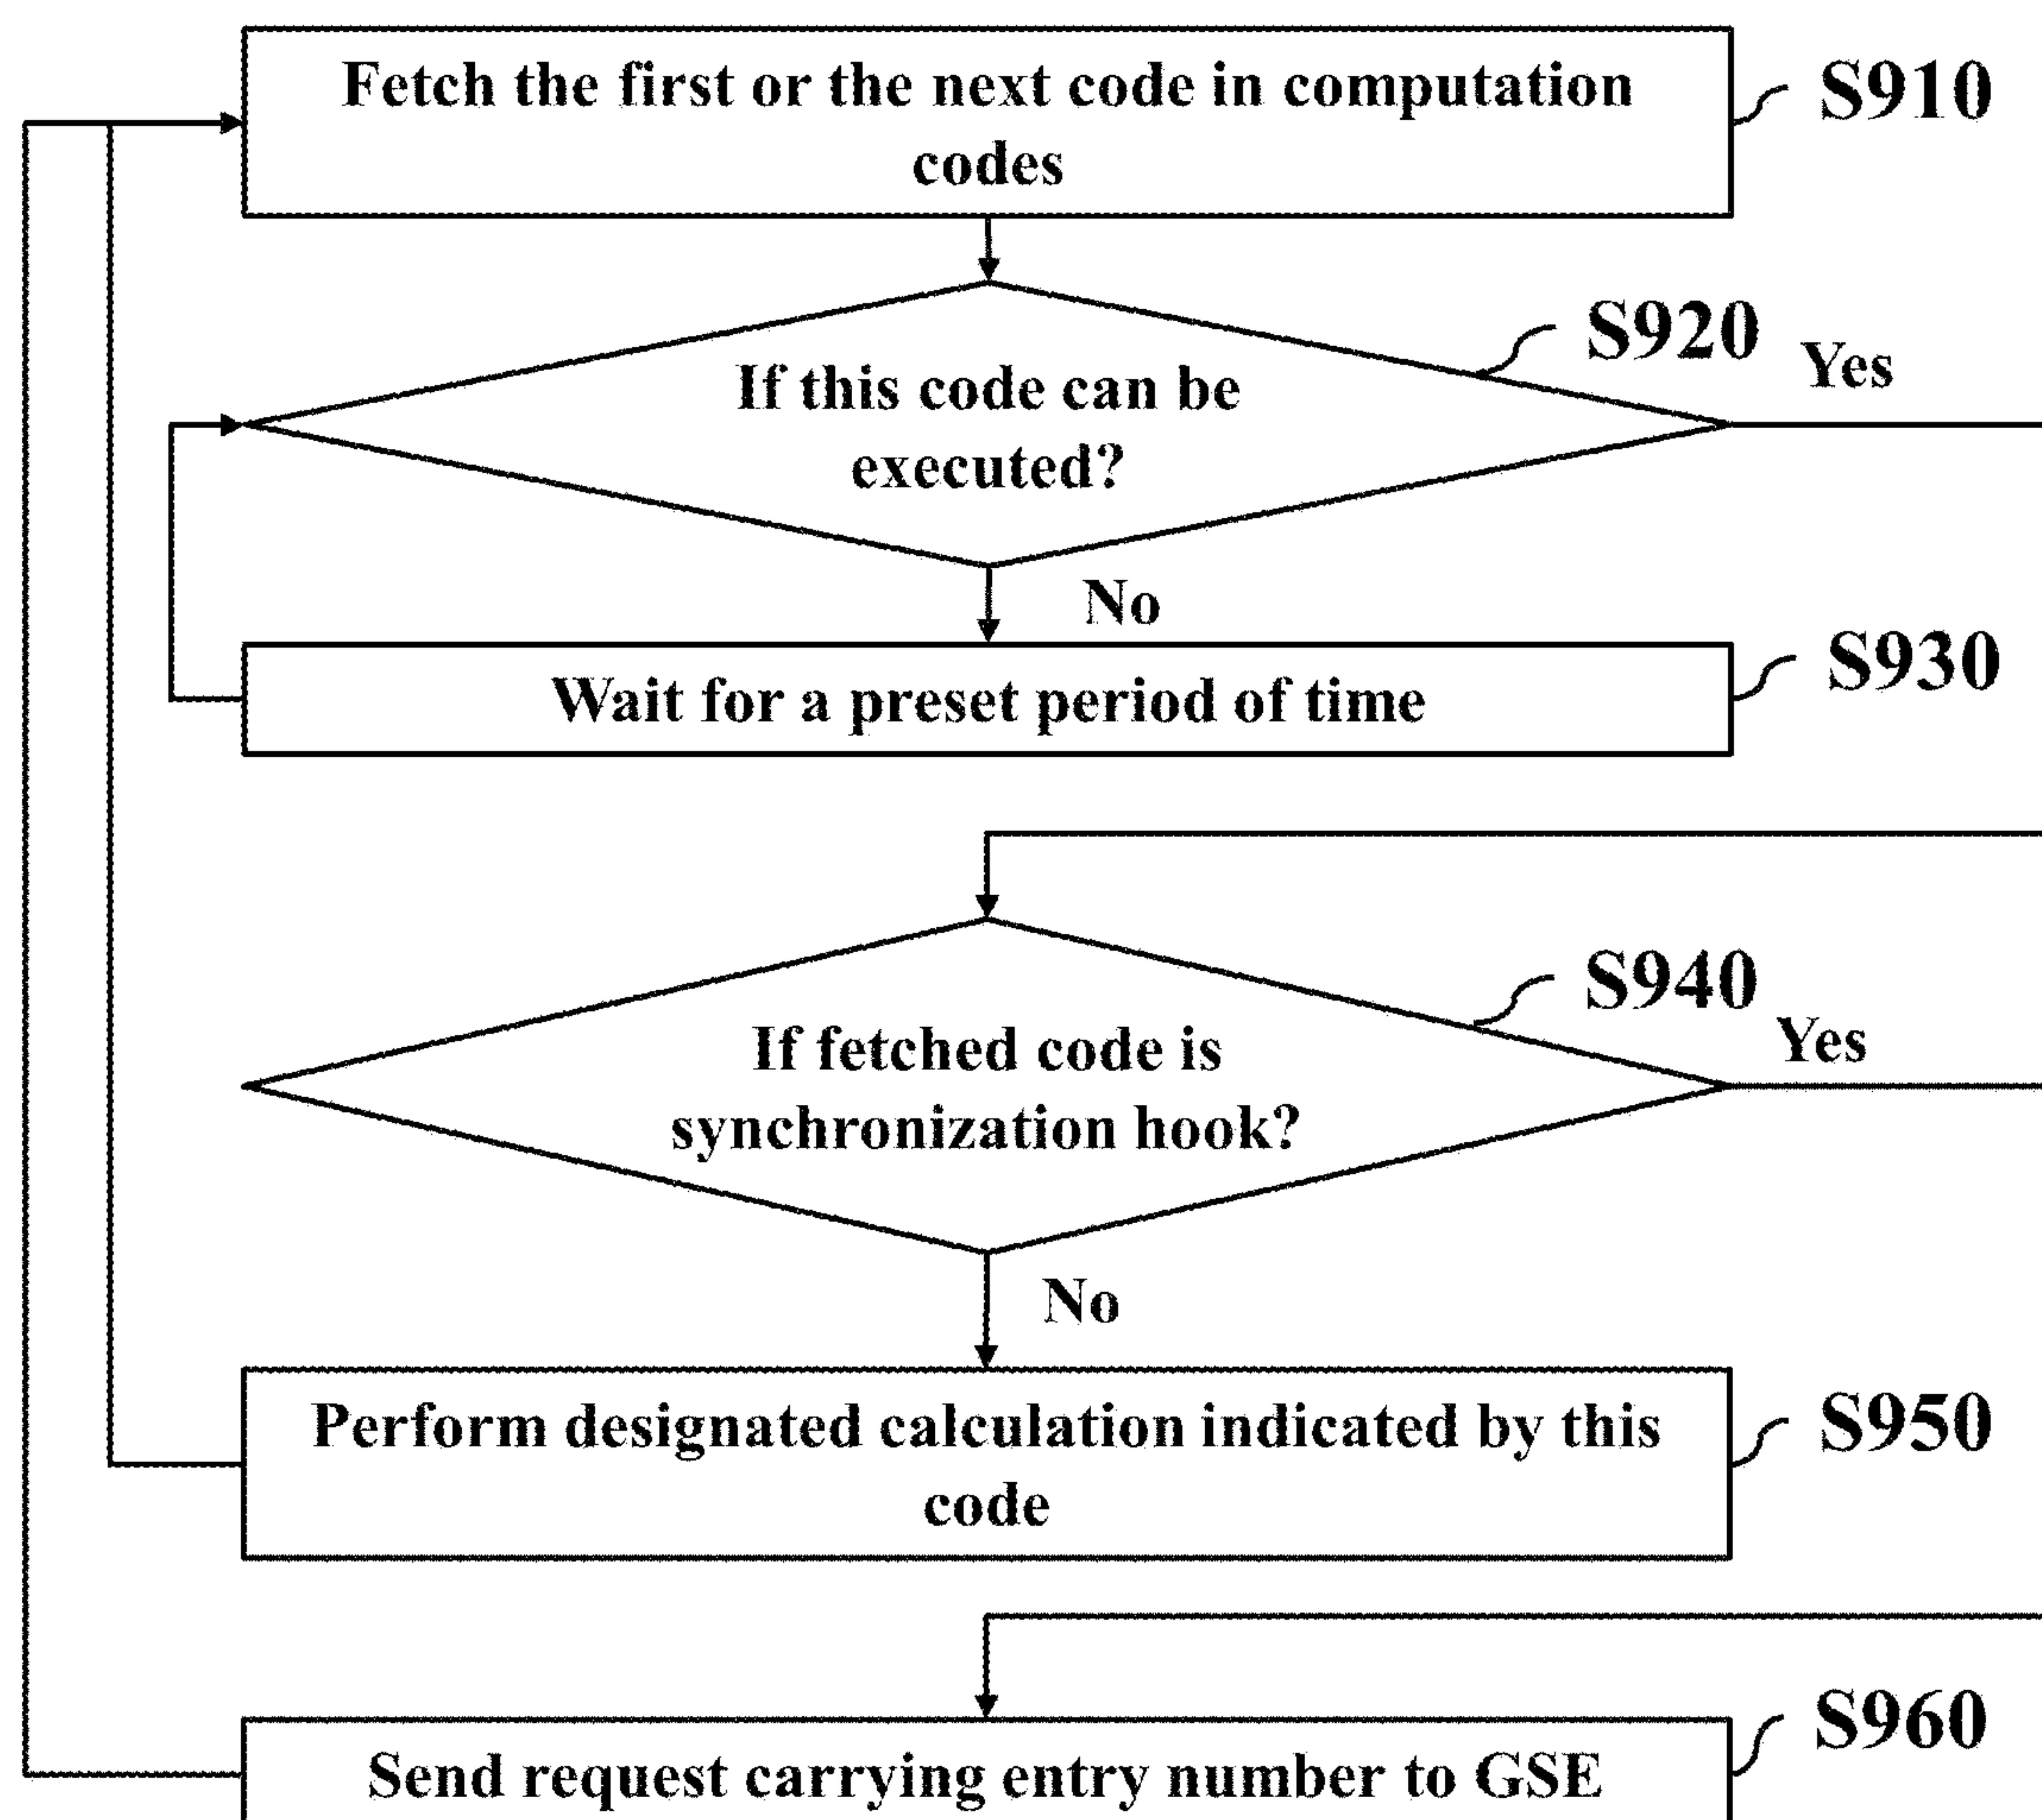 Fetch the first or the next code in computation
codes
S910
If this code can be
executed?
S920
Yes
No
Wait for a preset period of time
S930
If fetched code is
synchronization hook?
S940
Yes
No
Perform designated calculation indicated by this
code
S950
Send request carrying entry number to GSE
S960